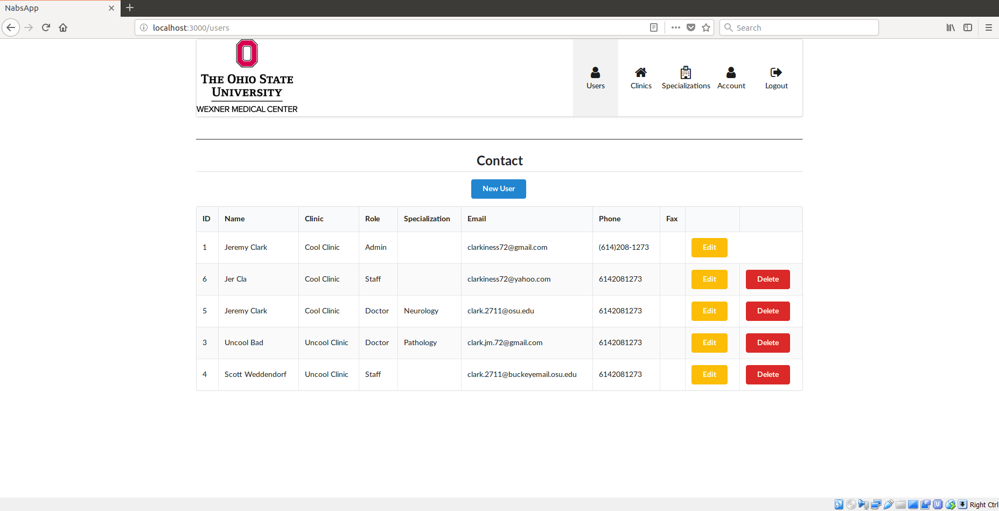 NabsApp
localhost:3000/users
Search
THE OHIO STATE
UNIVERSITY
WEXNER MEDICAL CENTER
Users Clinics Specializations Account Logout
Contact
New User
ID Name Clinic Role Specialization Email Phone Fax
1 Jeremy Clark Cool Clinic Admin clarkiness72@gmail.com (614)208-1273 Edit
6 Jer Cla Cool Clinic Staff clarkiness72@yahoo.com 6142081273 Edit Delete
5 Jeremy Clark Cool Clinic Doctor Neurology clark.2711@osu.edu 6142081273 Edit Delete
3 Uncool Bad Uncool Clinic Doctor Pathology clark.jm.72@gmail.com 6142081273 Edit Delete
4 Scott Weddendorf Uncool Clinic Staff clark.2711@buckeyemail.osu.edu 6142081273 Edit Delete
Right Ctrl